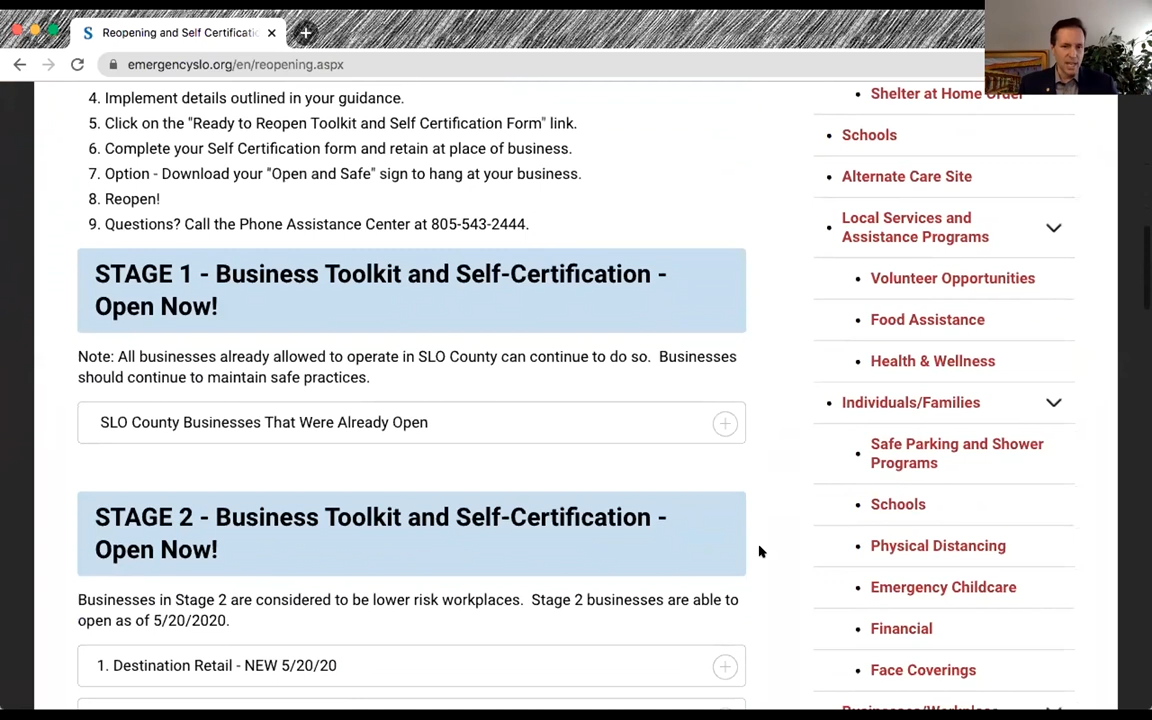 S Reopening and Self Certificatio
emergencyslo.org/en/reopening.aspx
4. Implement details outlined in your guidance.
5. Click on the "Ready to Reopen Toolkit and Self Certification Form" link.
6. Complete your Self Certification form and retain at place of business.
7. Option - Download your "Open and Safe" sign to hang at your business.
8. Reopen!
9. Questions? Call the Phone Assistance Center at 805-543-2444.
STAGE 1 - Business Toolkit and Self-Certification -
Open Now!
Note: All businesses already allowed to operate in SLO County can continue to do so. Businesses
should continue to maintain safe practices.
SLO County Businesses That Were Already Open
STAGE 2 - Business Toolkit and Self-Certification -
Open Now!
Businesses in Stage 2 are considered to be lower risk workplaces. Stage 2 businesses are able to
open as of 5/20/2020.
1. Destination Retail - NEW 5/20/20
Shelter at Home Order
Schools
Alternate Care Site
Local Services and
Assistance Programs
Volunteer Opportunities
Food Assistance
Health & Wellness
Individuals/Families
Safe Parking and Shower
Programs
Schools
Physical Distancing
Emergency Childcare
Financial
Face Coverings
Businesses/Workplace